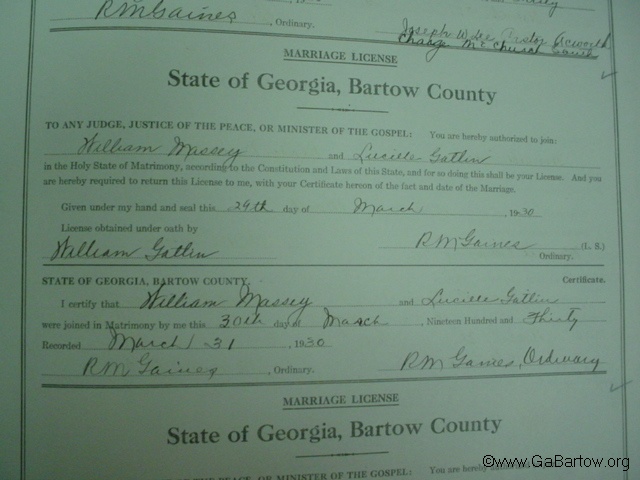 RM Gaines, Ordinary.
Joseph W. Lee Pastor Acworth
Charge M. E. Church South
MARRIAGE LICENSE
State of Georgia, Bartow County
TO ANY JUDGE, JUSTICE OF THE PEACE, OR MINISTER OF THE GOSPEL: You are hereby authorized to join:
William Massey and Lucille Gatlin
in the Holy State of Matrimony, according to the Constitution and Laws of this State, and for so doing this shall be your License. And you
are hereby required to return this License to me, with your Certificate hereon of the fact and date of the Marriage.
Given under my hand and seal this 29th day of March, 1930
License obtained under oath by
William Gatlin RM Gaines (L. S.)
Ordinary.
STATE OF GEORGIA, BARTOW COUNTY. Certificate.
I certify that William Massey and Lucille Gatlin
were joined in Matrimony by me this 30th day of March, Nineteen Hundred and Thirty
Recorded March 31, 1930
RM Gaines, Ordinary. RM Gaines, Ordinary
MARRIAGE LICENSE
State of Georgia, Bartow County
OR MINISTER OF THE GOSPEL: You are hereby
©www.GaBartow.org